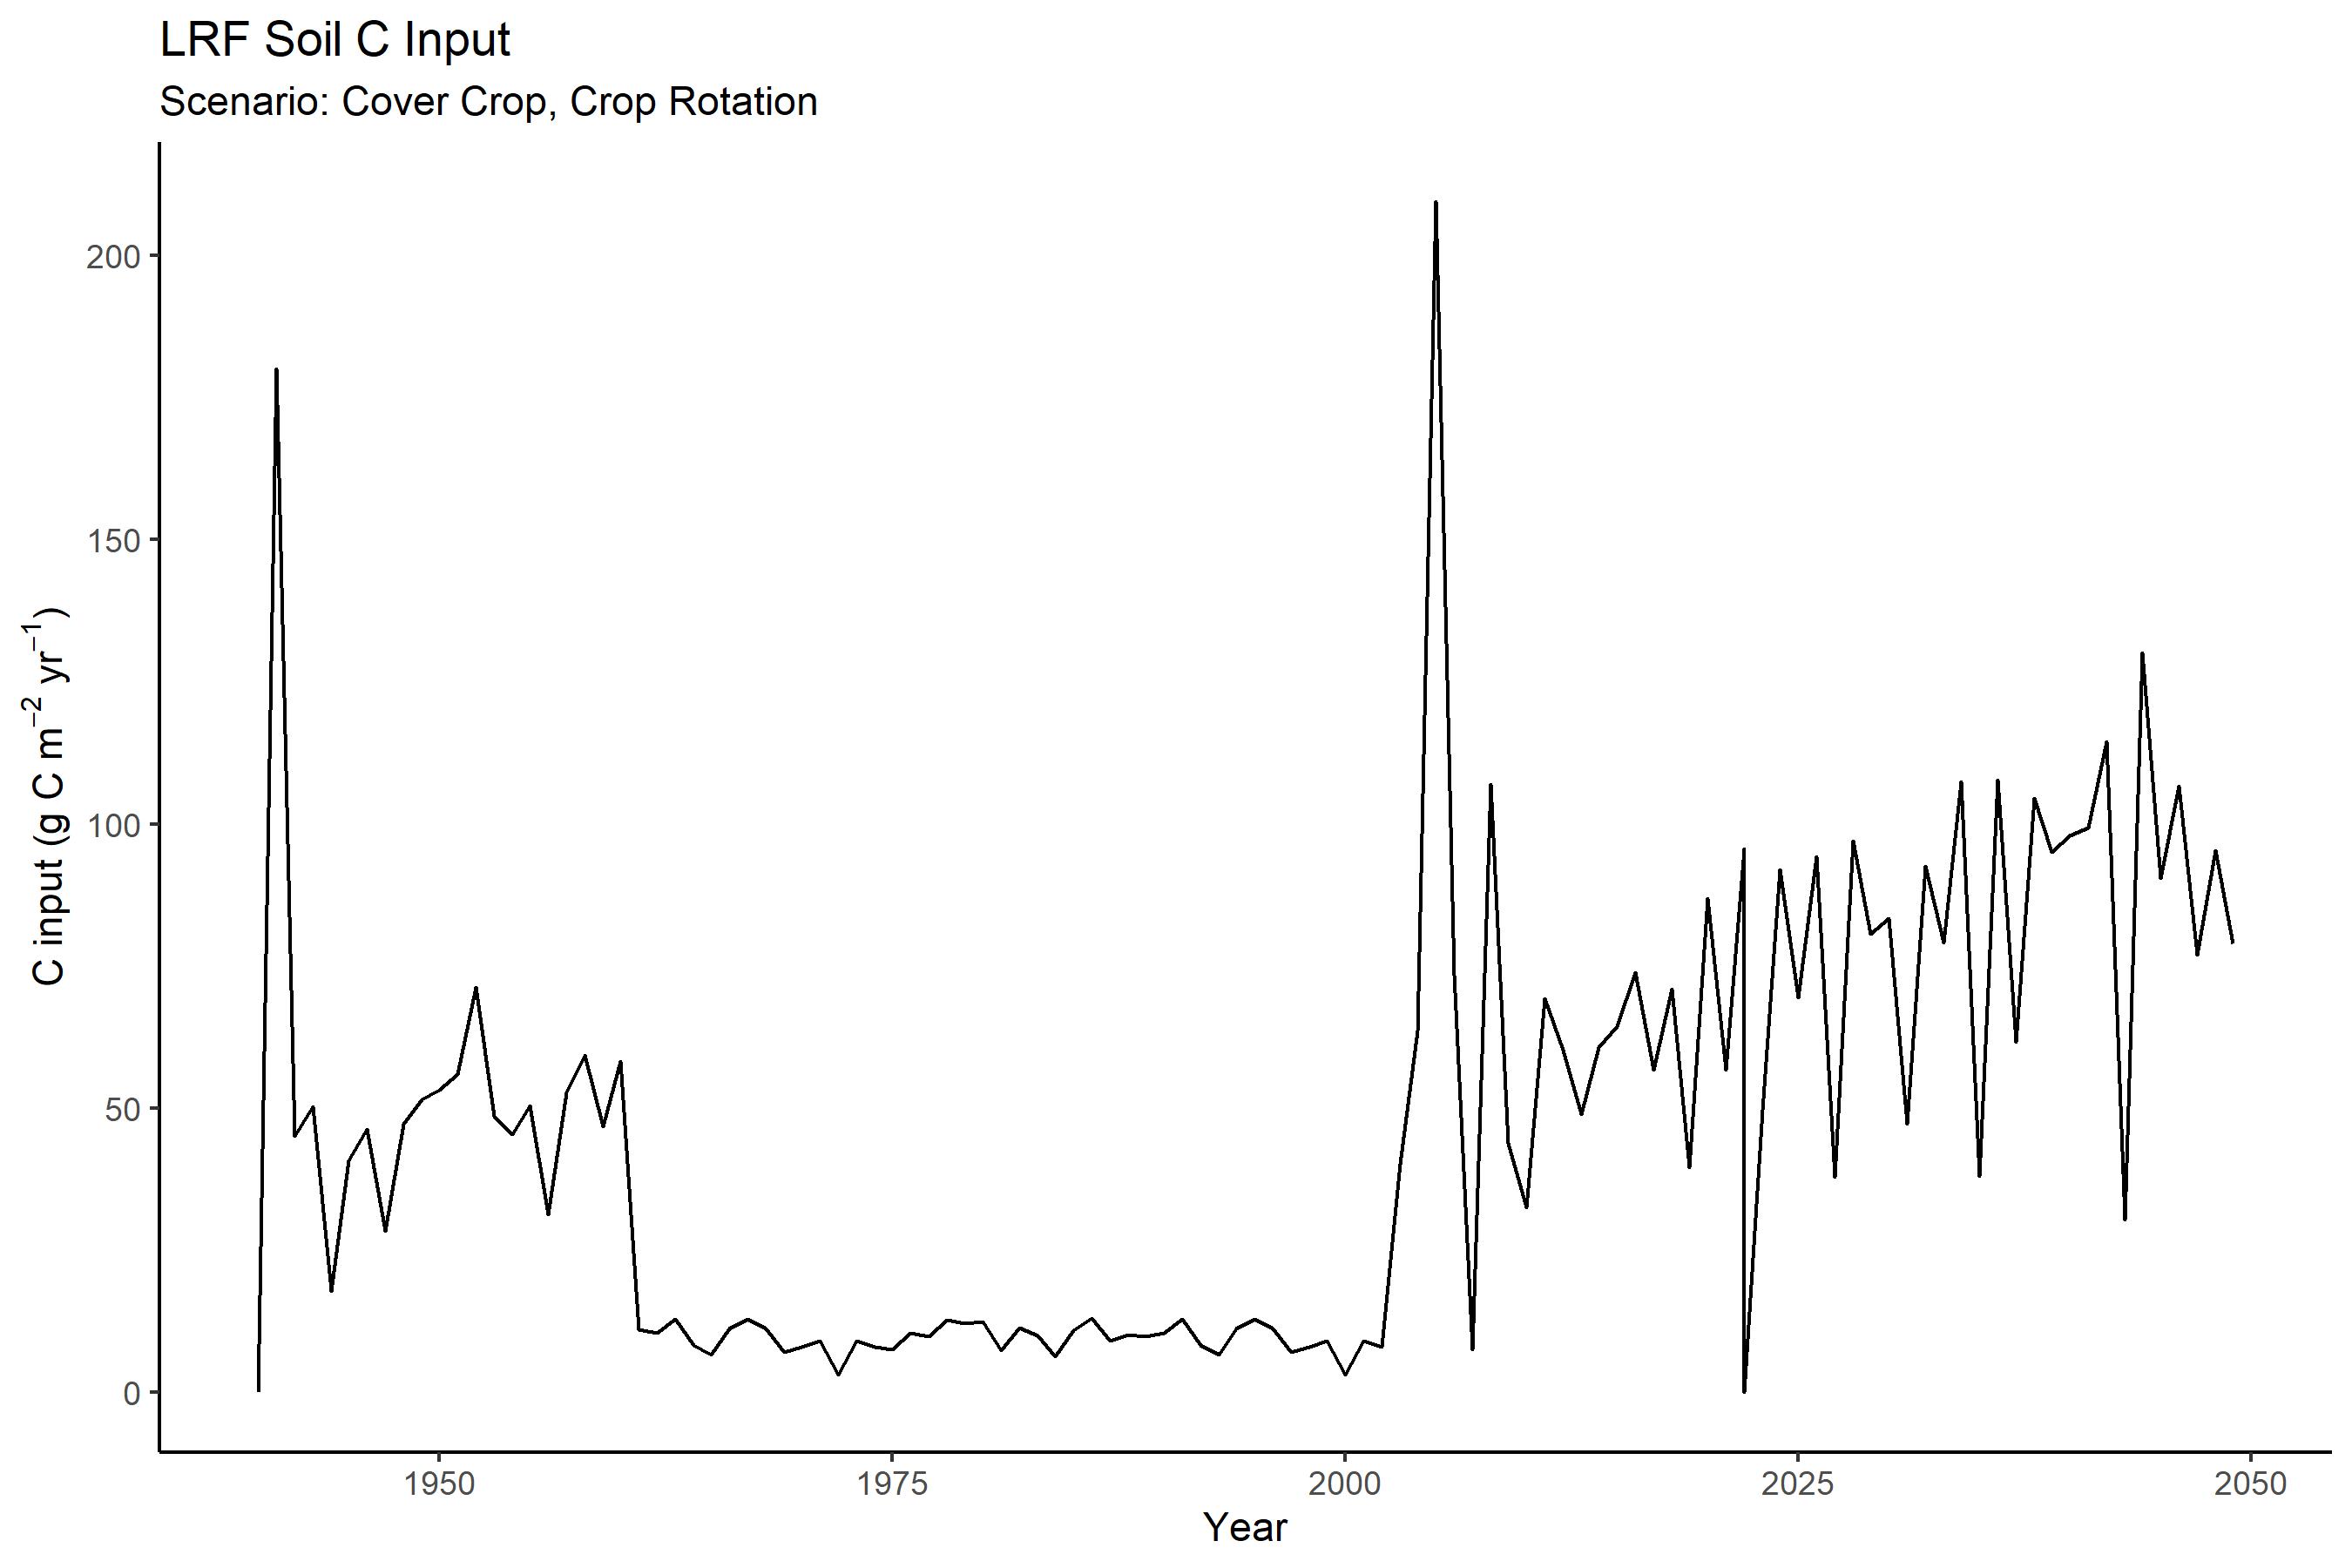 LRF Soil C Input
Scenario: Cover Crop, Crop Rotation
200
150
100
50
0
C input (g C m⁻² yr⁻¹)
1950 1975 2000 2025 2050
Year